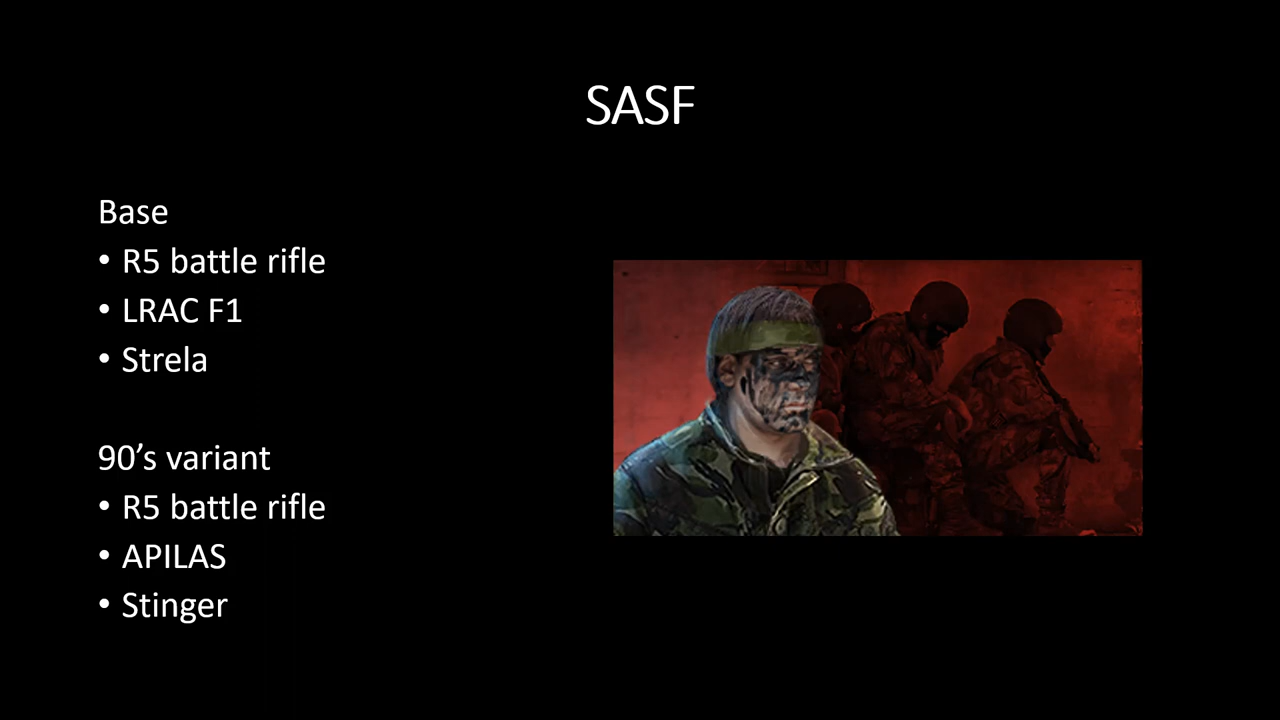 SASF
Base
• R5 battle rifle
• LRAC F1
• Strela
90’s variant
• R5 battle rifle
• APILAS
• Stinger